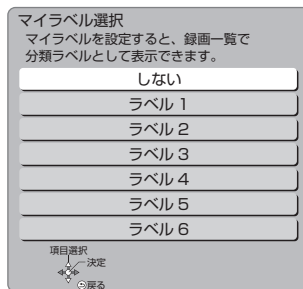 マイラベル選択
マイラベルを設定すると、録画一覧で
分類ラベルとして表示できます。
しない
ラベル 1
ラベル 2
ラベル 3
ラベル 4
ラベル 5
ラベル 6
項目選択
決定
戻る